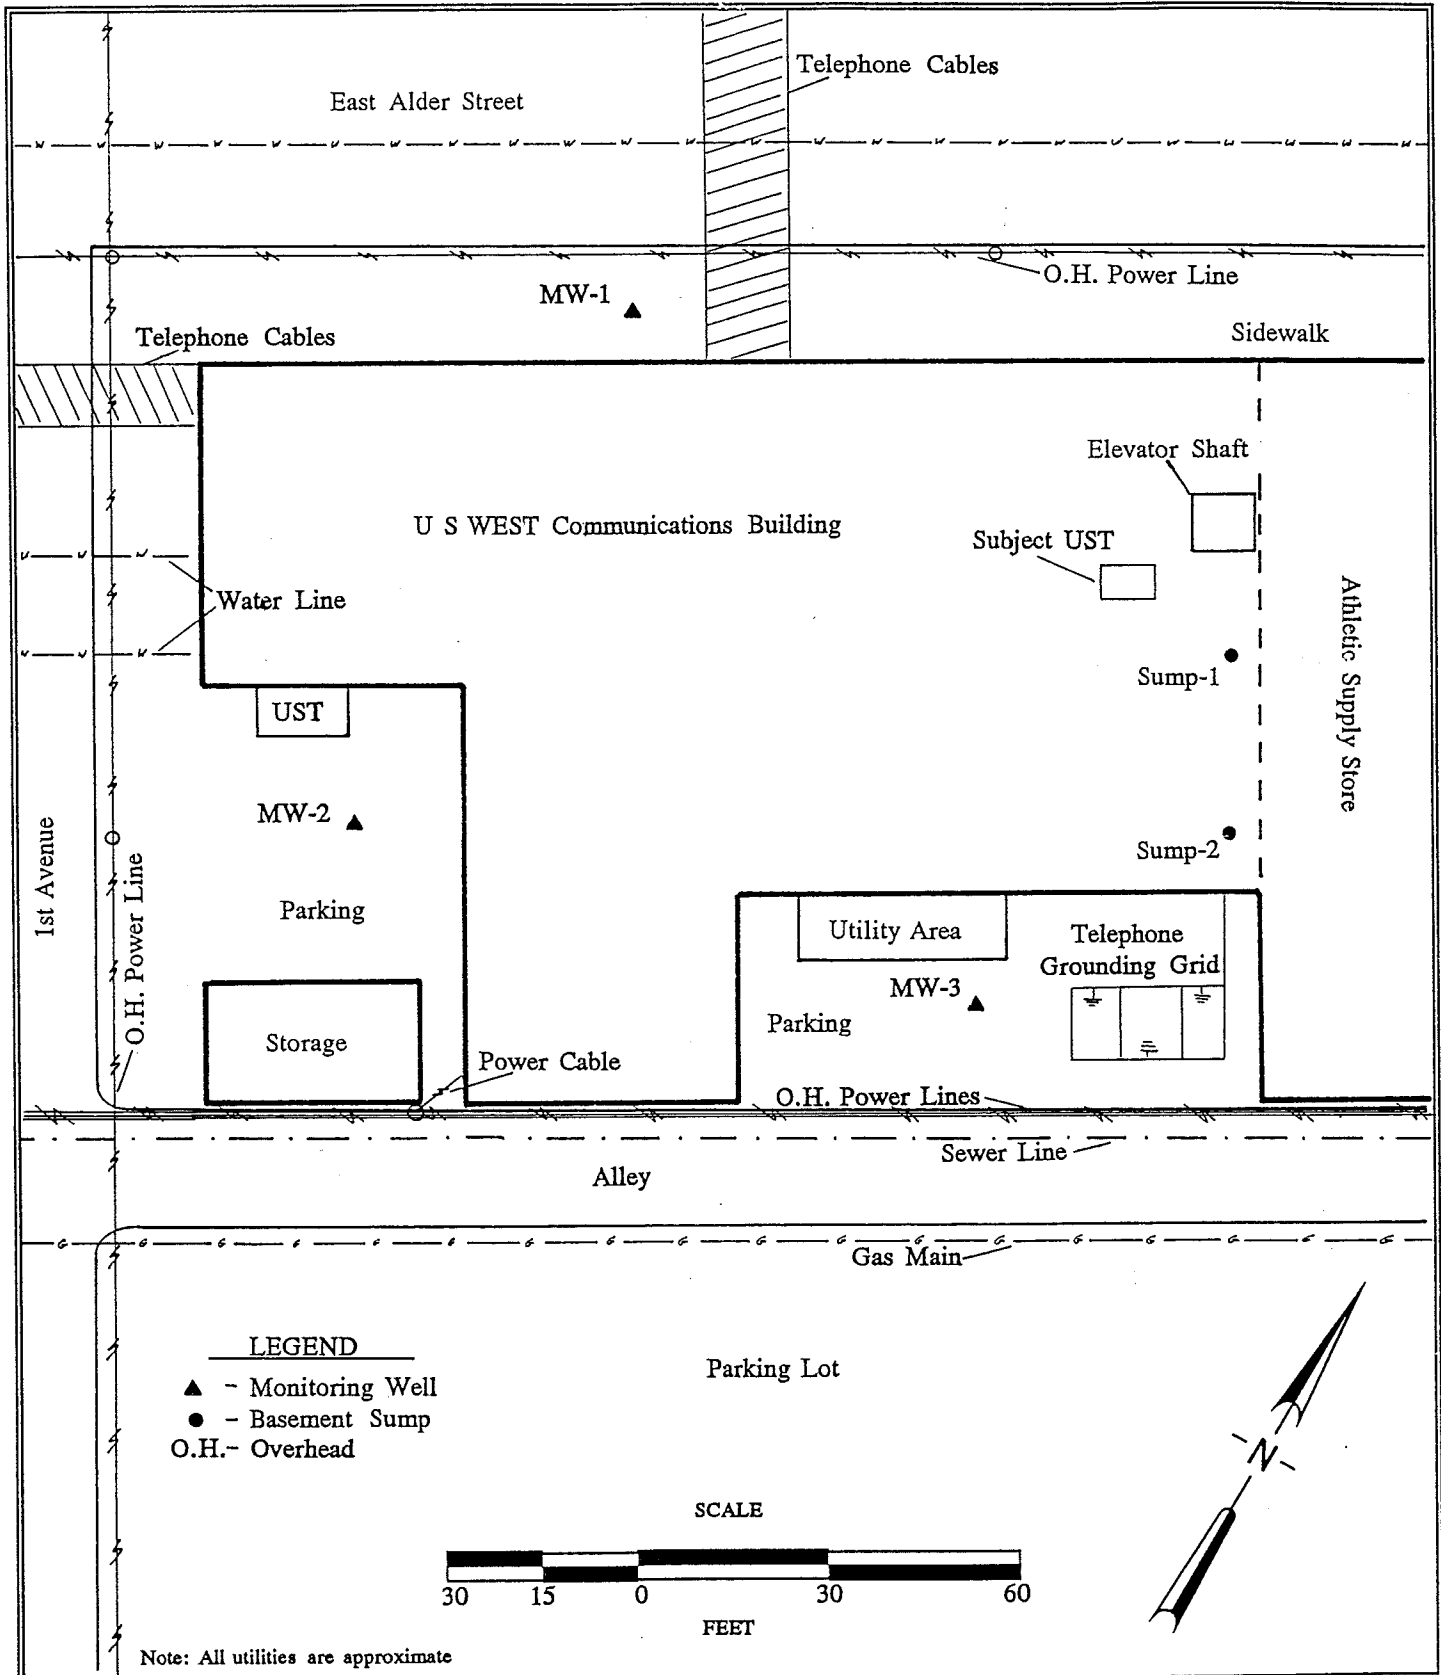 Telephone Cables
East Alder Street
O.H. Power Line
MW-1
Sidewalk
Telephone Cables
Elevator Shaft
U S WEST Communications Building
Subject UST
Water Line
Athletic Supply Store
Sump-1
UST
MW-2
Sump-2
1st Avenue
O.H. Power Line
Parking
Utility Area
Telephone
Grounding Grid
MW-3
Parking
Storage
Power Cable
O.H. Power Lines
Sewer Line
Alley
Gas Main
LEGEND
▲ - Monitoring Well
● - Basement Sump
O.H.- Overhead
Parking Lot
N
SCALE
30 15 0 30 60
FEET
Note: All utilities are approximate